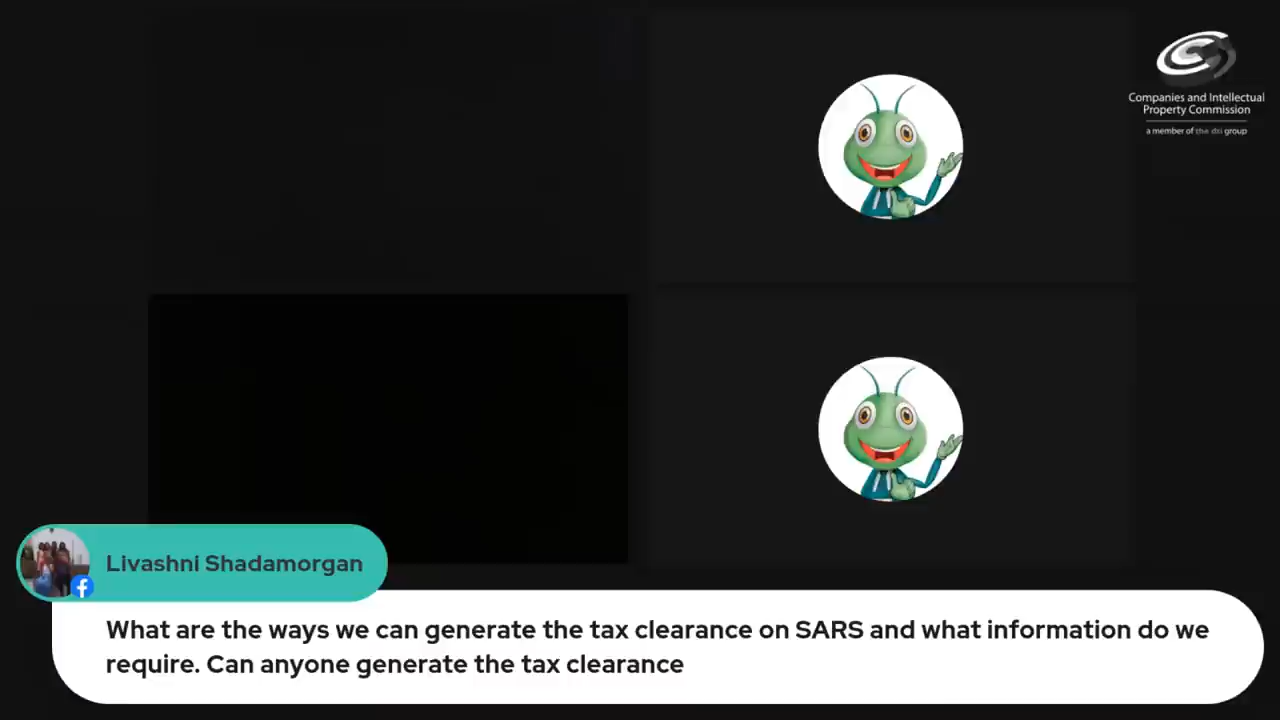 Companies and Intellectual
Property Commission
a member of the dti group
Livashni Shadamorgan
What are the ways we can generate the tax clearance on SARS and what information do we
require. Can anyone generate the tax clearance